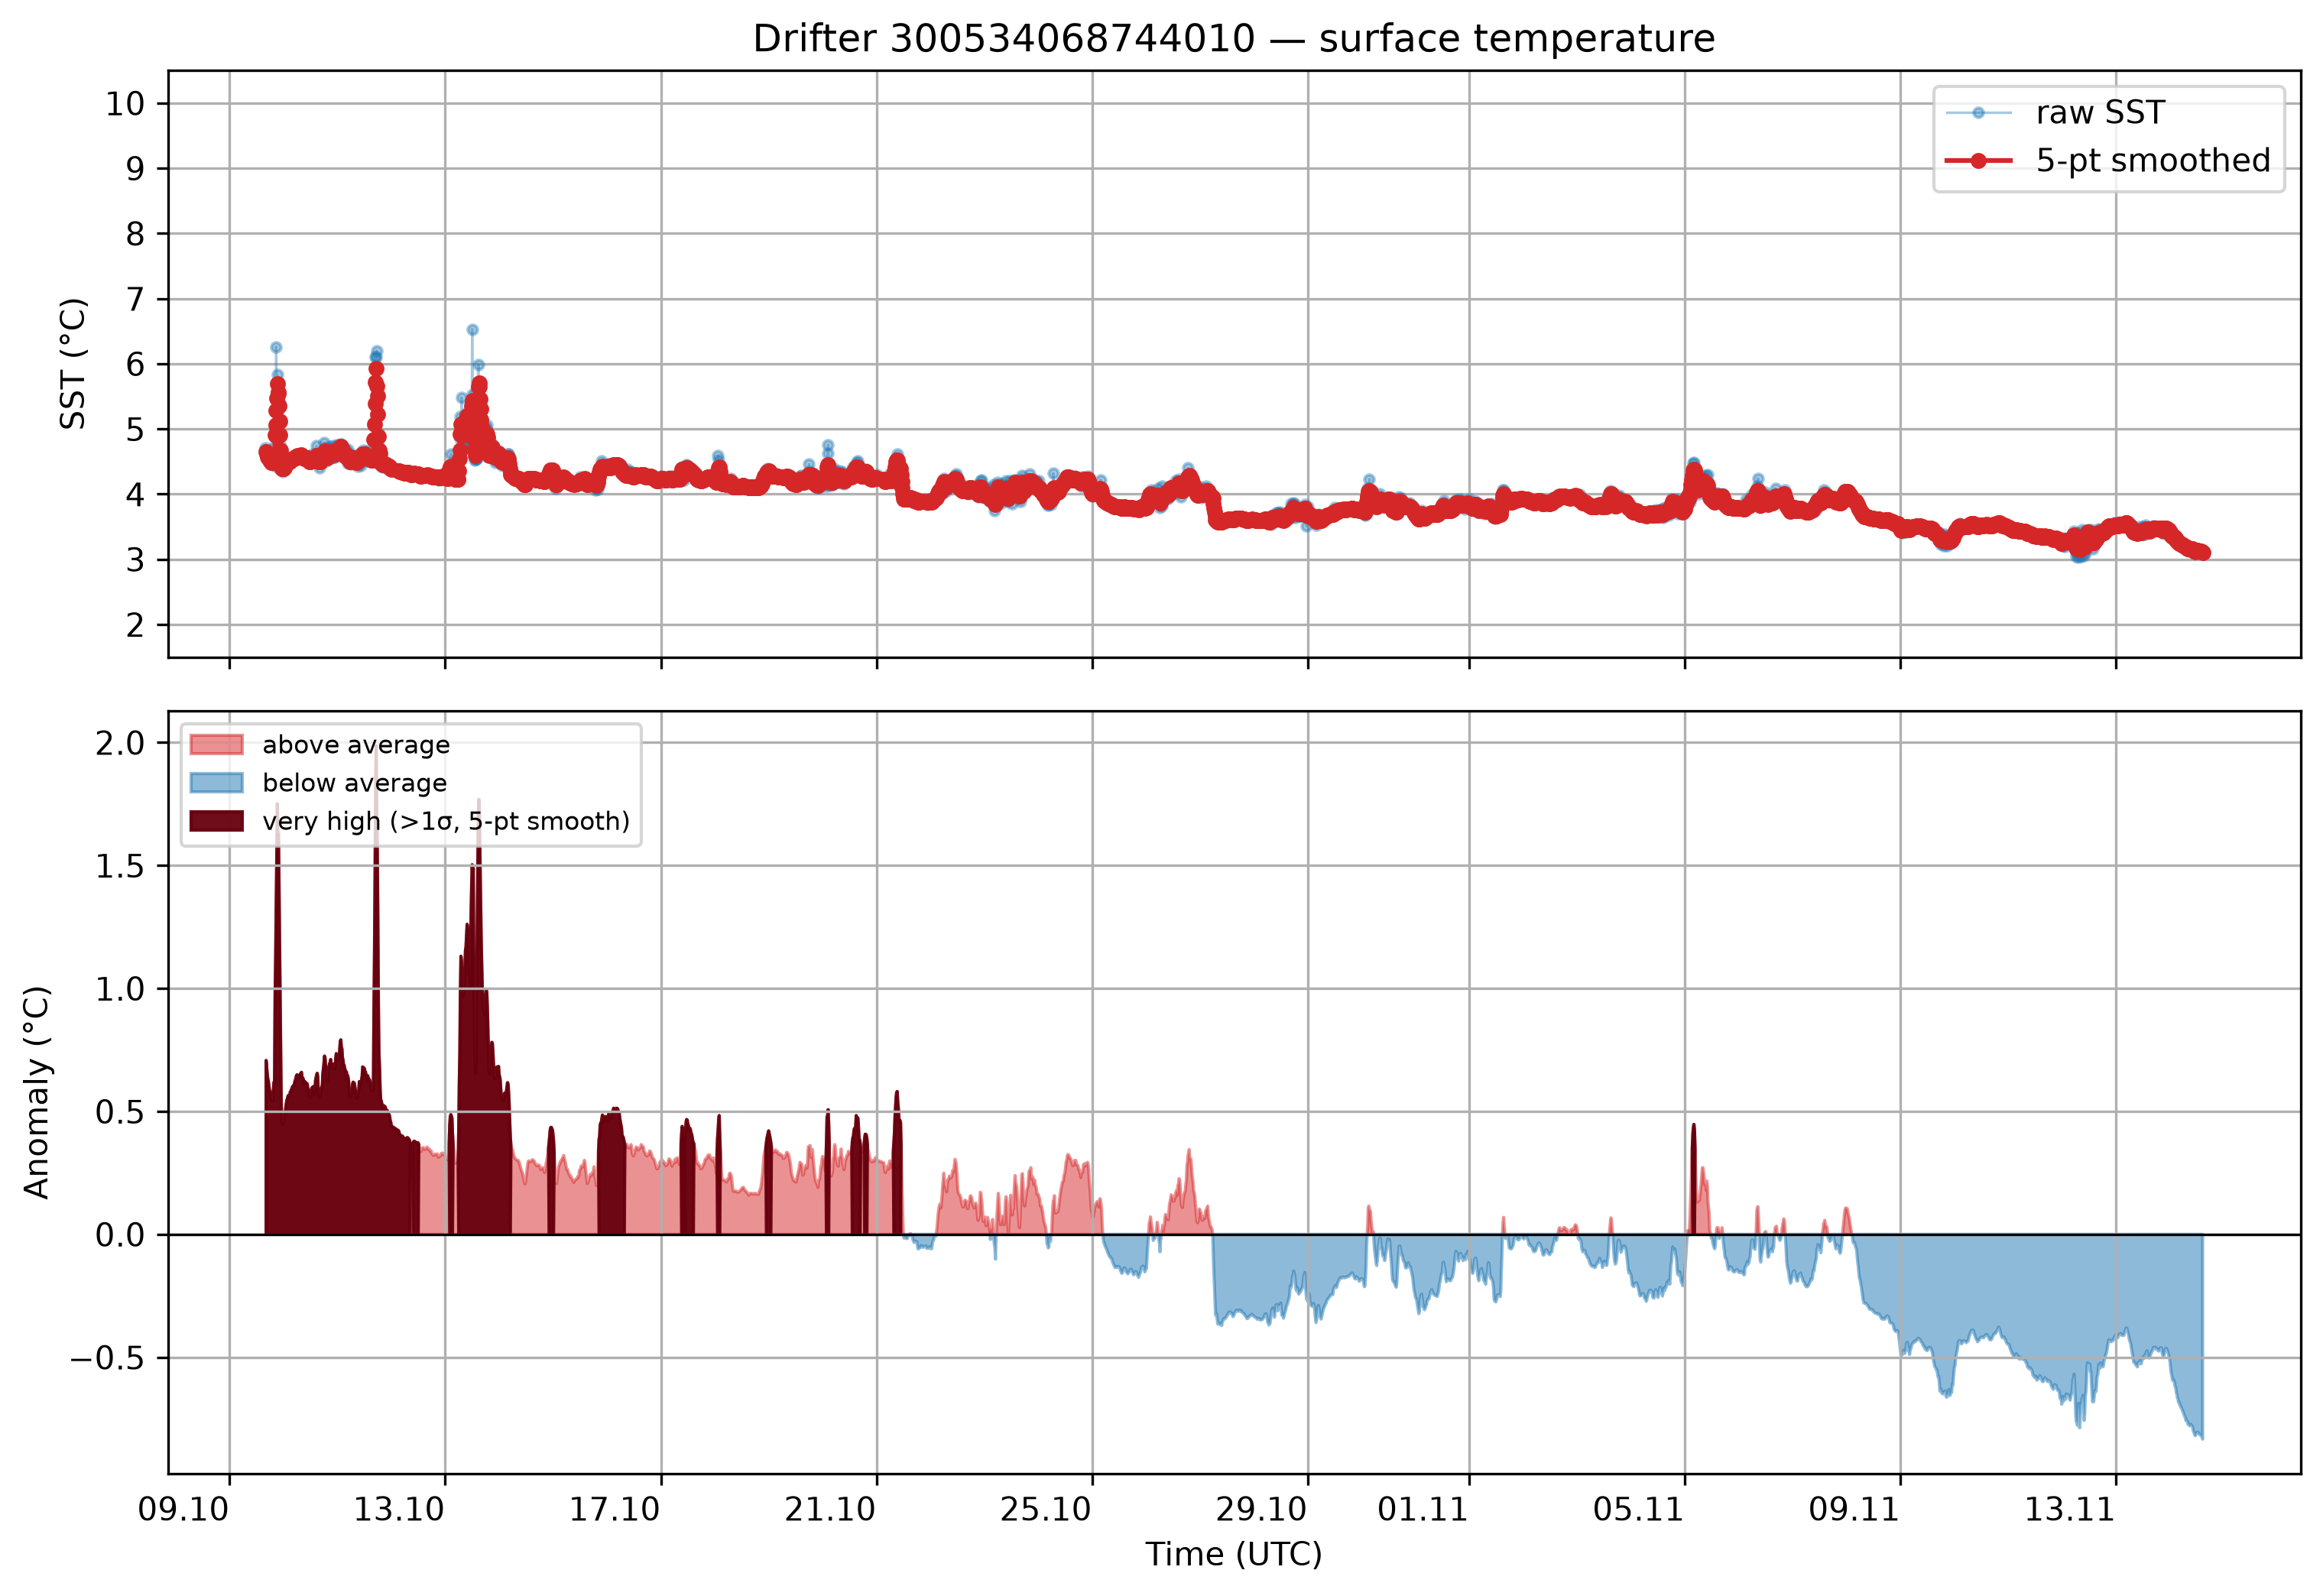 Drifter 300534068744010 — surface temperature
10
9
8
7
6
5
4
3
2
SST (°C)
raw SST
5-pt smoothed
2.0
1.5
1.0
0.5
0.0
−0.5
Anomaly (°C)
above average
below average
very high (>1σ, 5-pt smooth)
09.10 13.10 17.10 21.10 25.10 29.10 01.11 05.11 09.11 13.11
Time (UTC)